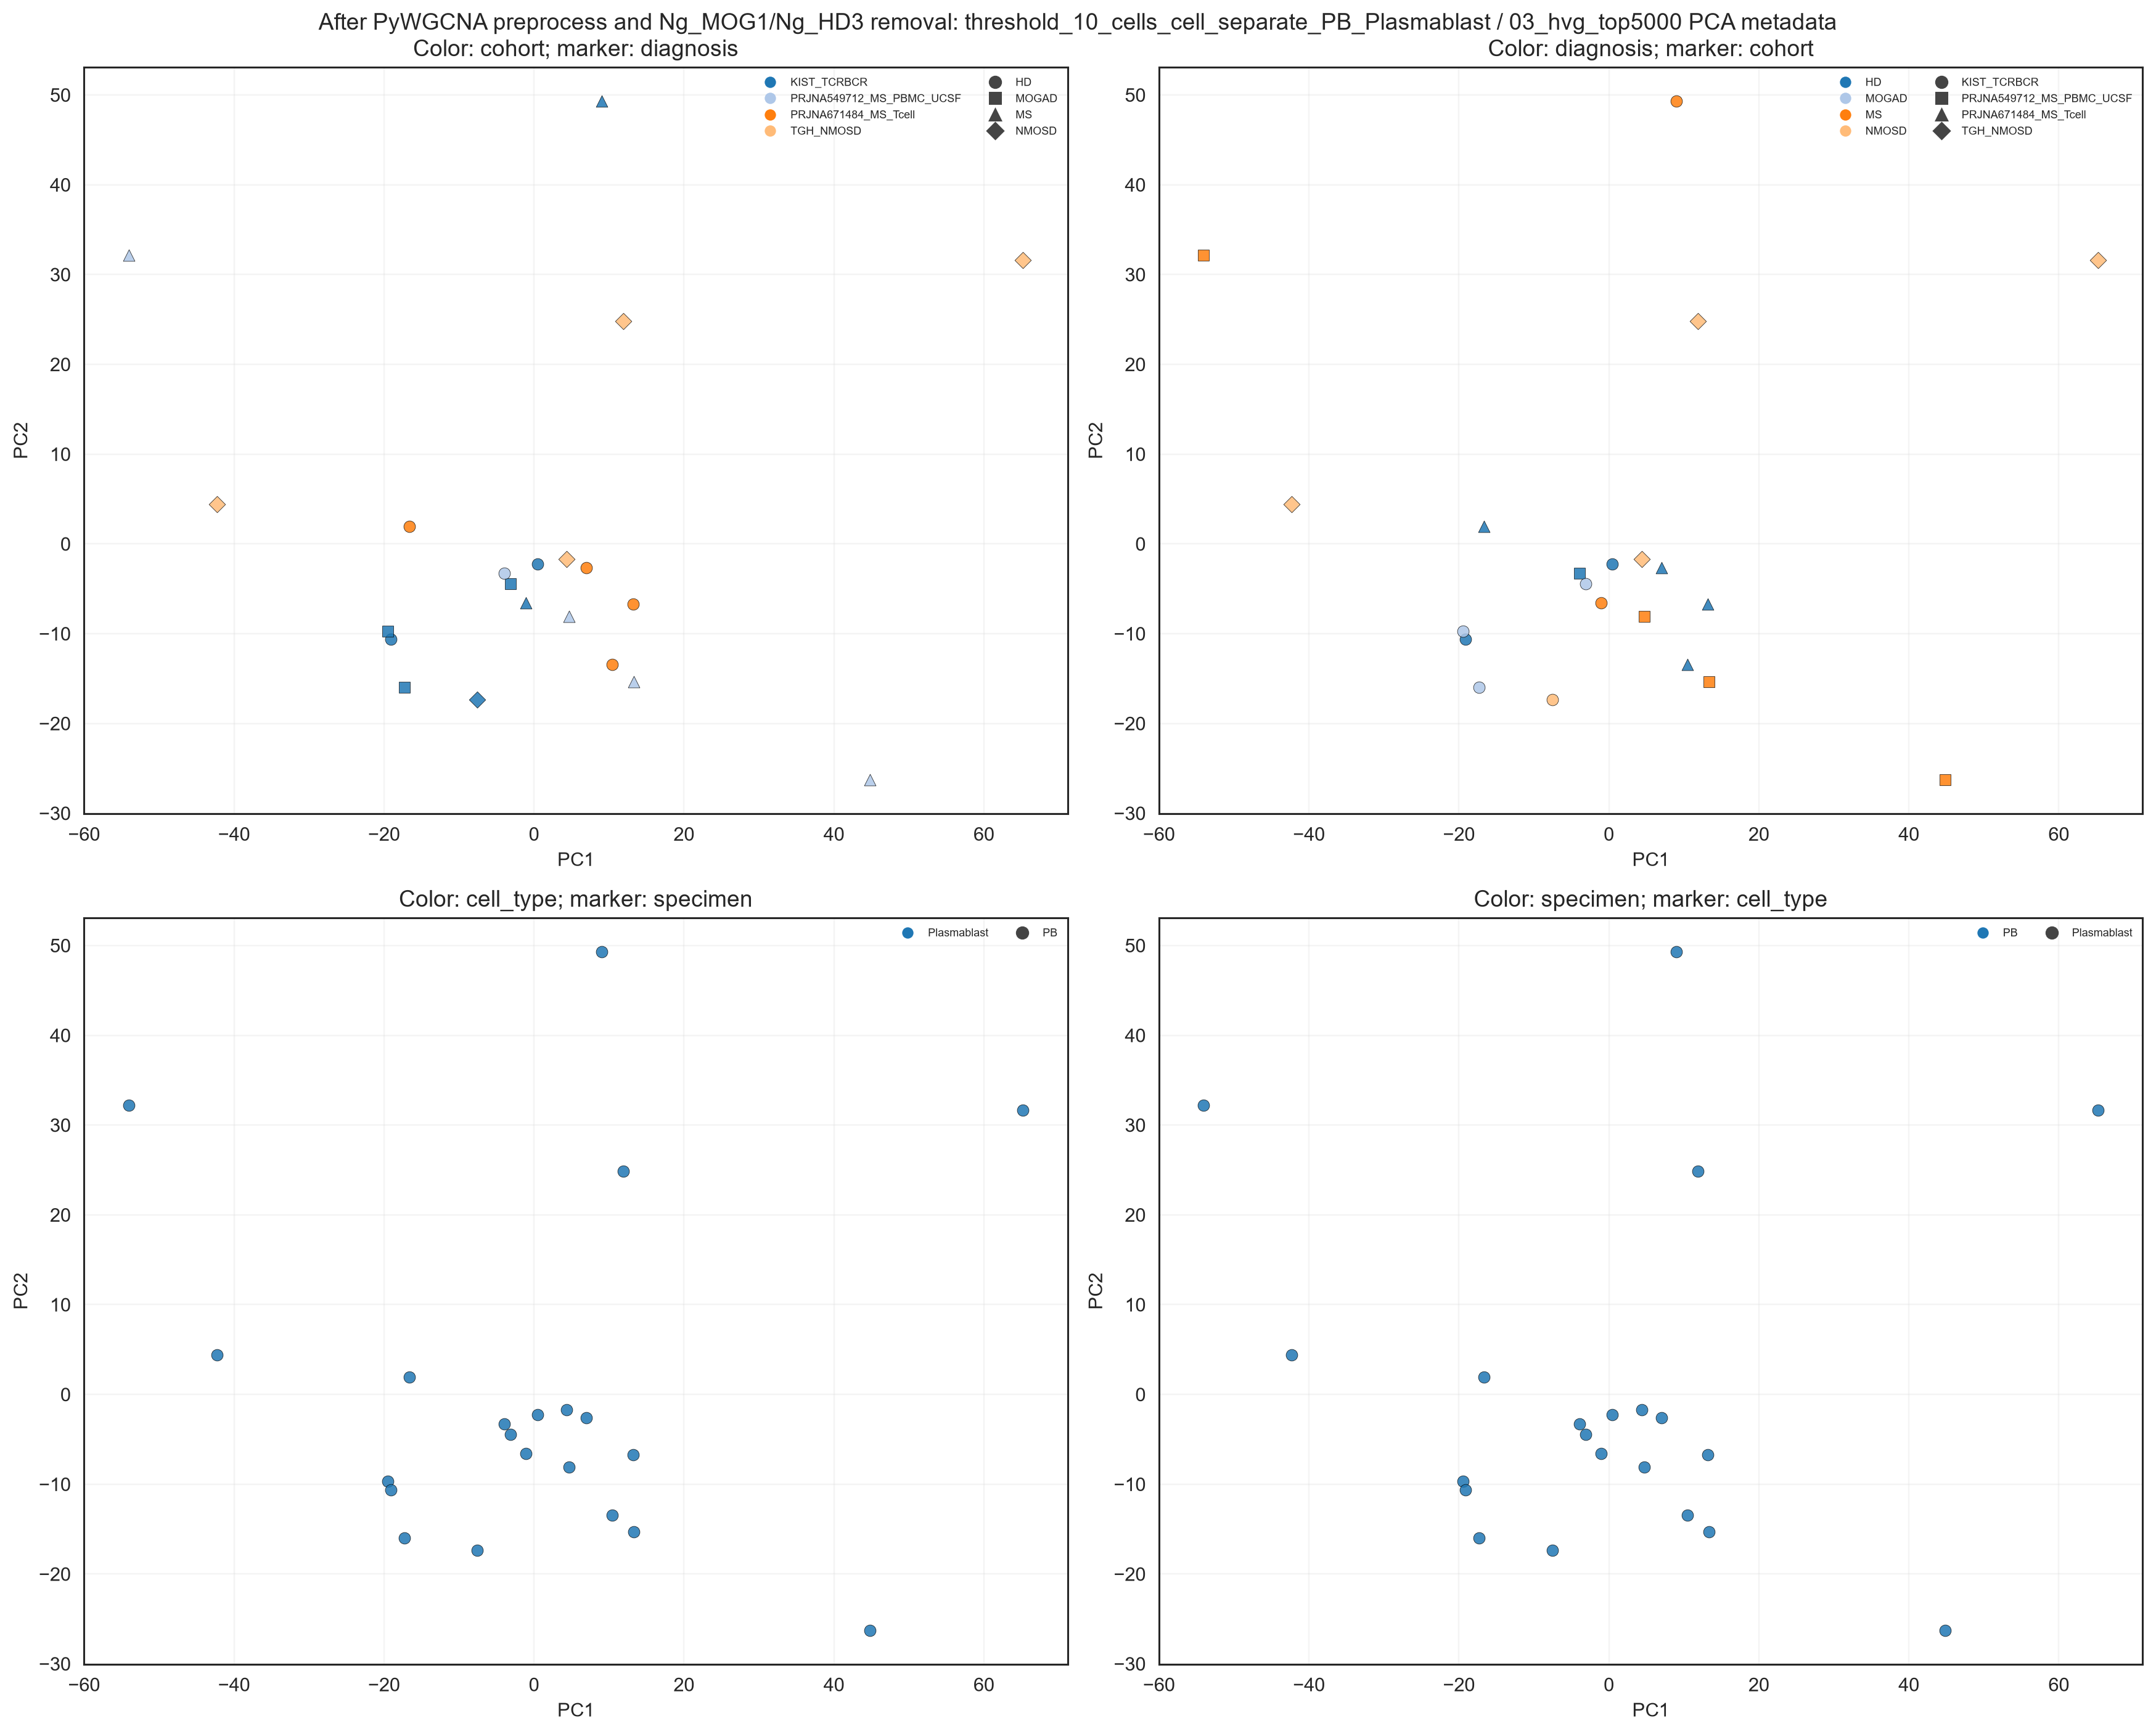 After PyWGCNA preprocess and Ng_MOG1/Ng_HD3 removal: threshold_10_cells_cell_separate_PB_Plasmablast / 03_hvg_top5000 PCA metadata
Color: cohort; marker: diagnosis
KIST_TCRBCR
PRJNA549712_MS_PBMC_UCSF
PRJNA671484_MS_Tcell
TGH_NMOSD
HD
MOGAD
MS
NMOSD
50
40
30
20
10
0
−10
−20
−30
PC2
−60 −40 −20 0 20 40 60
PC1
Color: diagnosis; marker: cohort
HD
MOGAD
MS
NMOSD
KIST_TCRBCR
PRJNA549712_MS_PBMC_UCSF
PRJNA671484_MS_Tcell
TGH_NMOSD
50
40
30
20
10
0
−10
−20
−30
PC2
−60 −40 −20 0 20 40 60
PC1
Color: cell_type; marker: specimen
Plasmablast
PB
50
40
30
20
10
0
−10
−20
−30
PC2
−60 −40 −20 0 20 40 60
PC1
Color: specimen; marker: cell_type
PB
Plasmablast
50
40
30
20
10
0
−10
−20
−30
PC2
−60 −40 −20 0 20 40 60
PC1